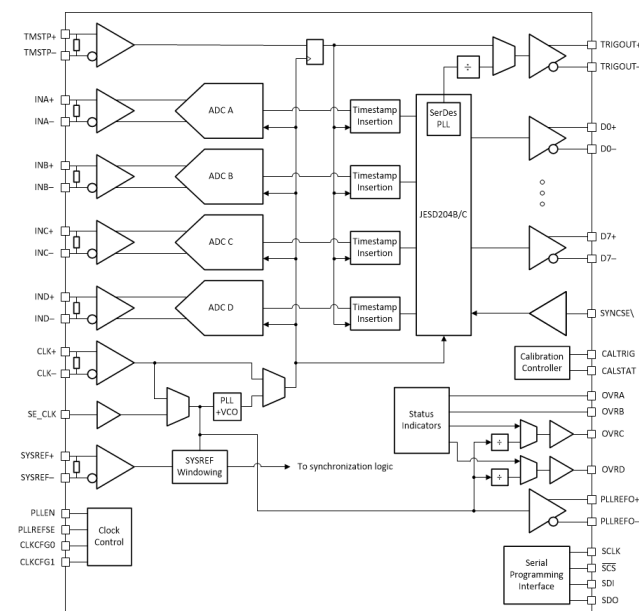 TMSTP+
TMSTP–
TRIGOUT+
TRIGOUT–
÷
SerDes
PLL
INA+
INA–
ADC A
Timestamp
Insertion
D0+
D0–
INB+
INB–
ADC B
Timestamp
Insertion
JESD204B/C
INC+
INC–
ADC C
Timestamp
Insertion
D7+
D7–
IND+
IND–
ADC D
Timestamp
Insertion
SYNCSE\
CLK+
CLK–
Calibration
Controller
CALTRIG
CALSTAT
PLL
+VCO
SE_CLK
Status
Indicators
OVRA
OVRB
OVRC
÷
OVRD
÷
SYSREF+
SYSREF–
SYSREF
Windowing
To synchronization logic
PLLREFO+
PLLREFO–
PLLEN
PLLREFSE
CLKCFG0
CLKCFG1
Clock
Control
Serial
Programming
Interface
SCLK
SCS
SDI
SDO